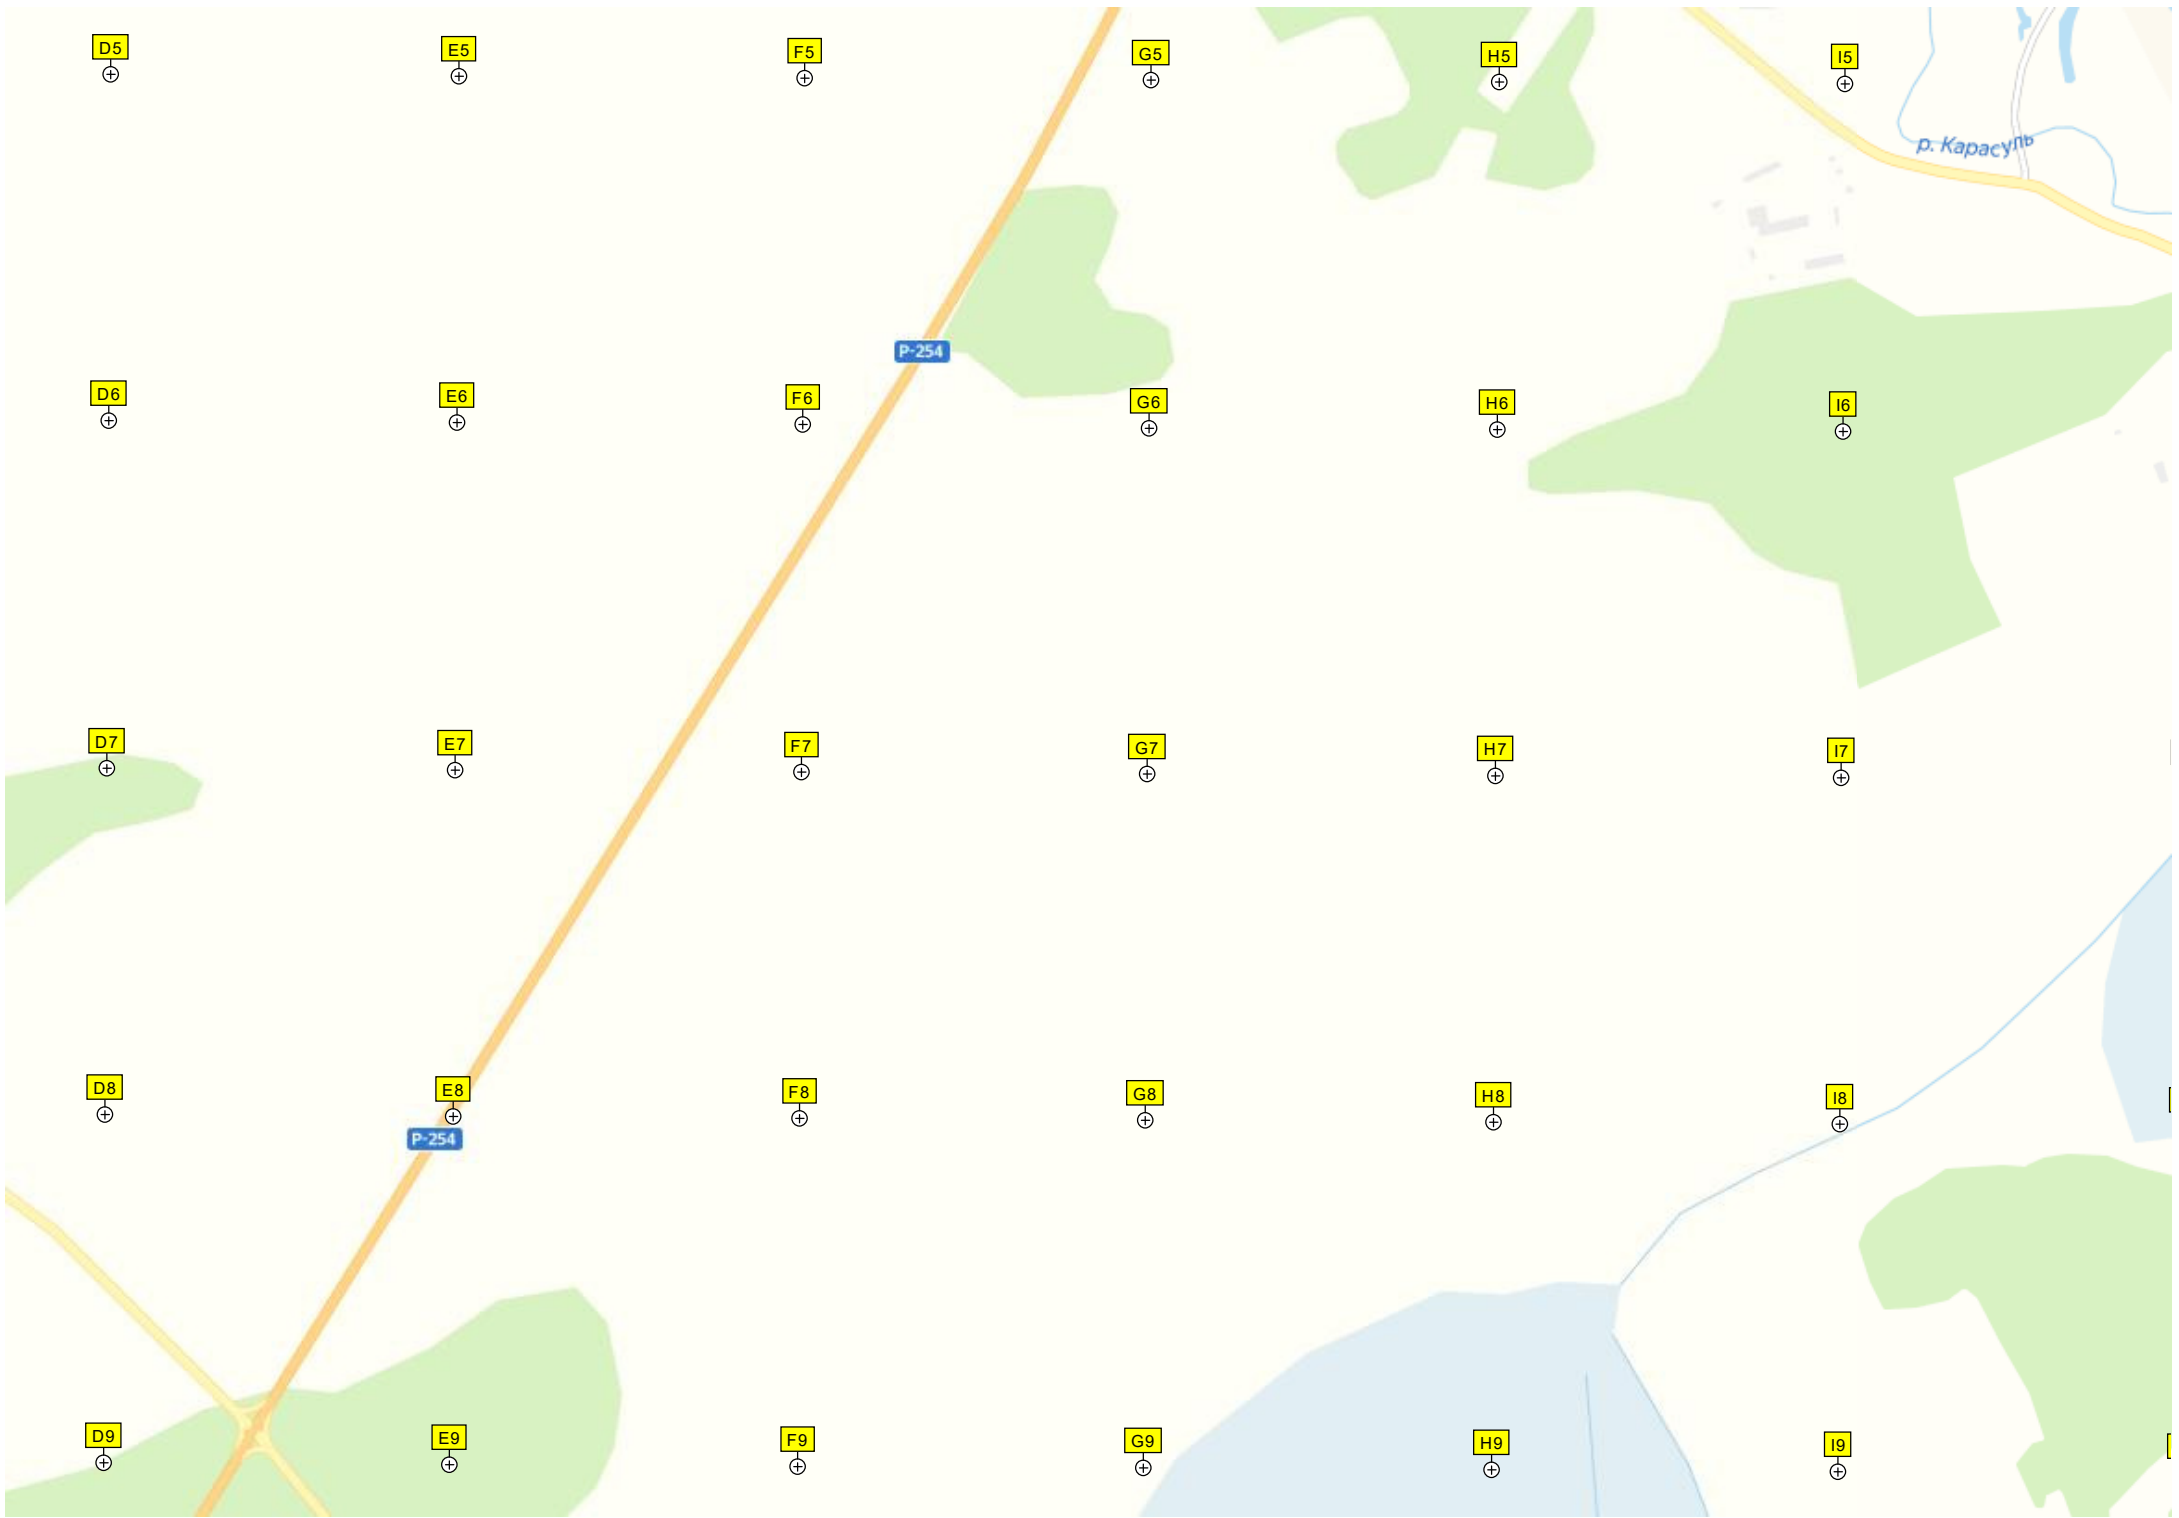 D5 E5 F5 G5 H5 I5
р. Карасуль
Р-254
D6 E6 F6 G6 H6 I6
D7 E7 F7 G7 H7 I7
D8 E8 F8 G8 H8 I8
Р-254
D9 E9 F9 G9 H9 I9